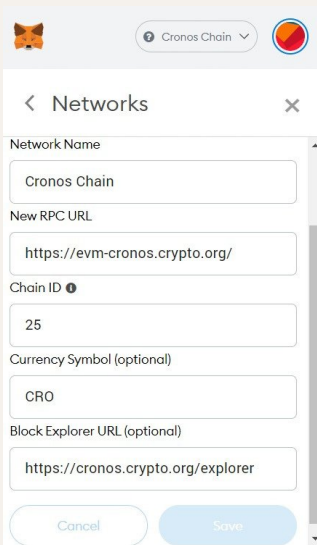 Cronos Chain
Networks
Network Name
Cronos Chain
New RPC URL
https://evm-cronos.crypto.org/
Chain ID
25
Currency Symbol (optional)
CRO
Block Explorer URL (optional)
https://cronos.crypto.org/explorer
Cancel Save